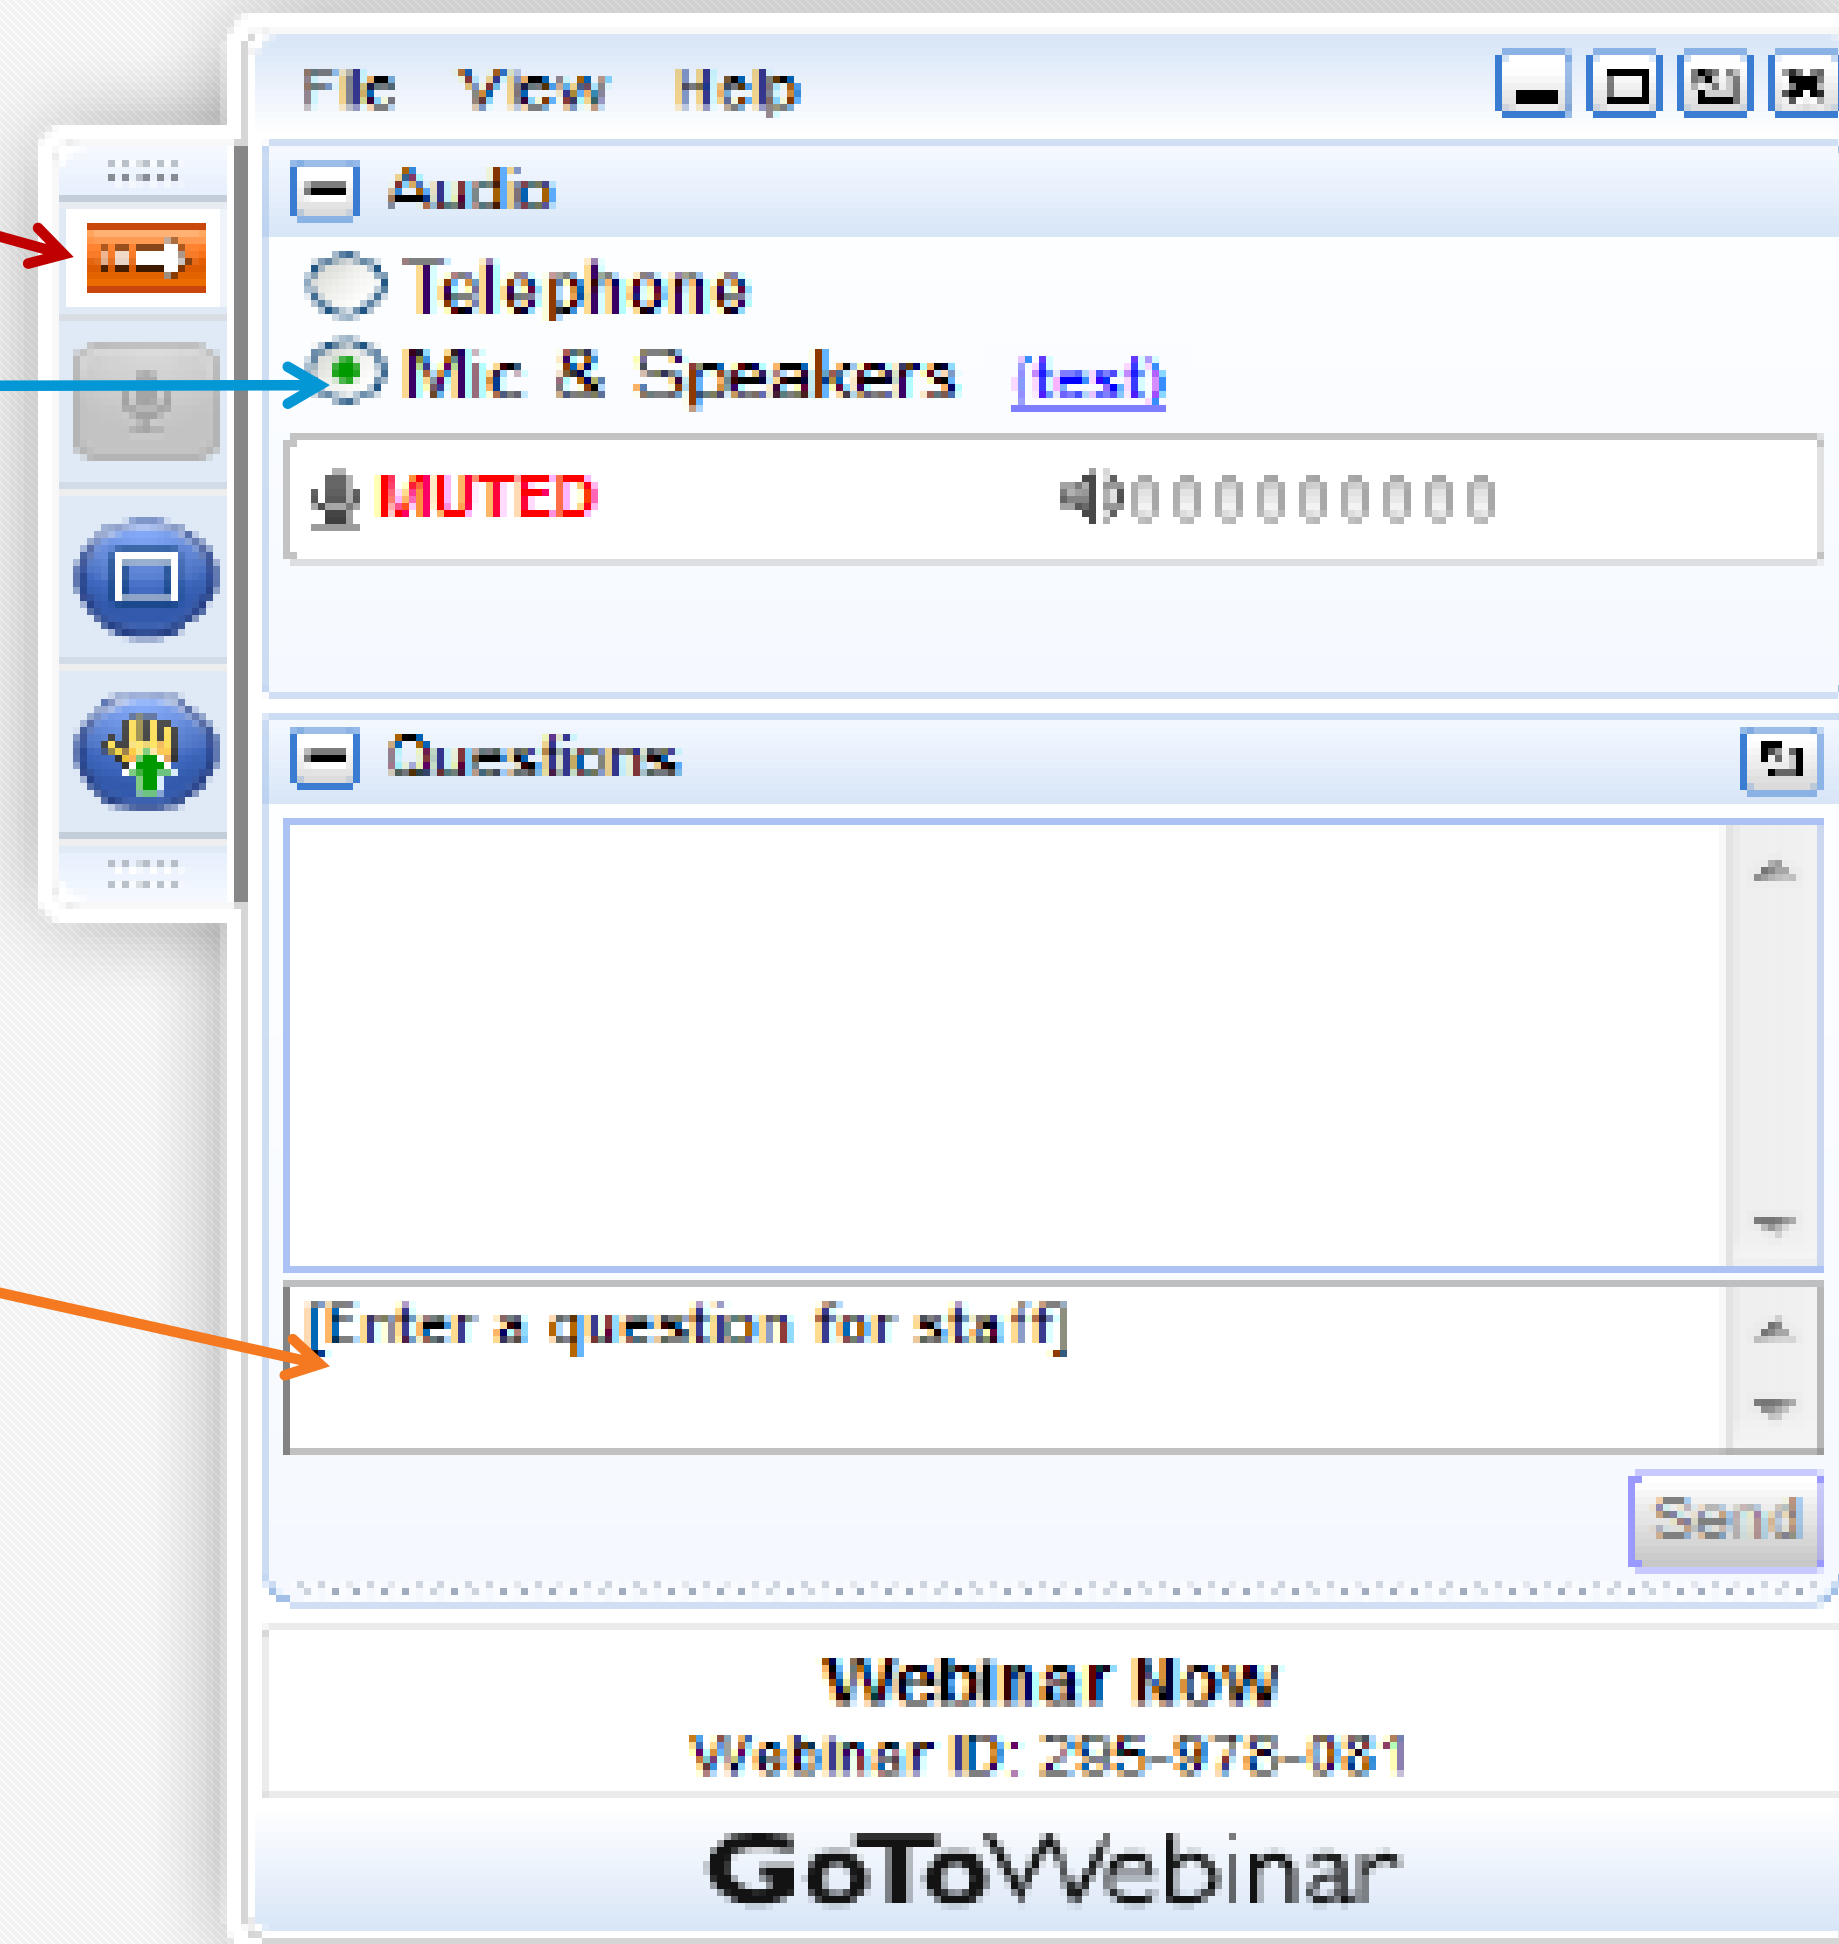 File View Help
Audio
Telephone
Mic & Speakers (test)
MUTED
Questions
[Enter a question for staff]
Send
Webinar Now
Webinar ID: 295-978-081
GoToWebinar